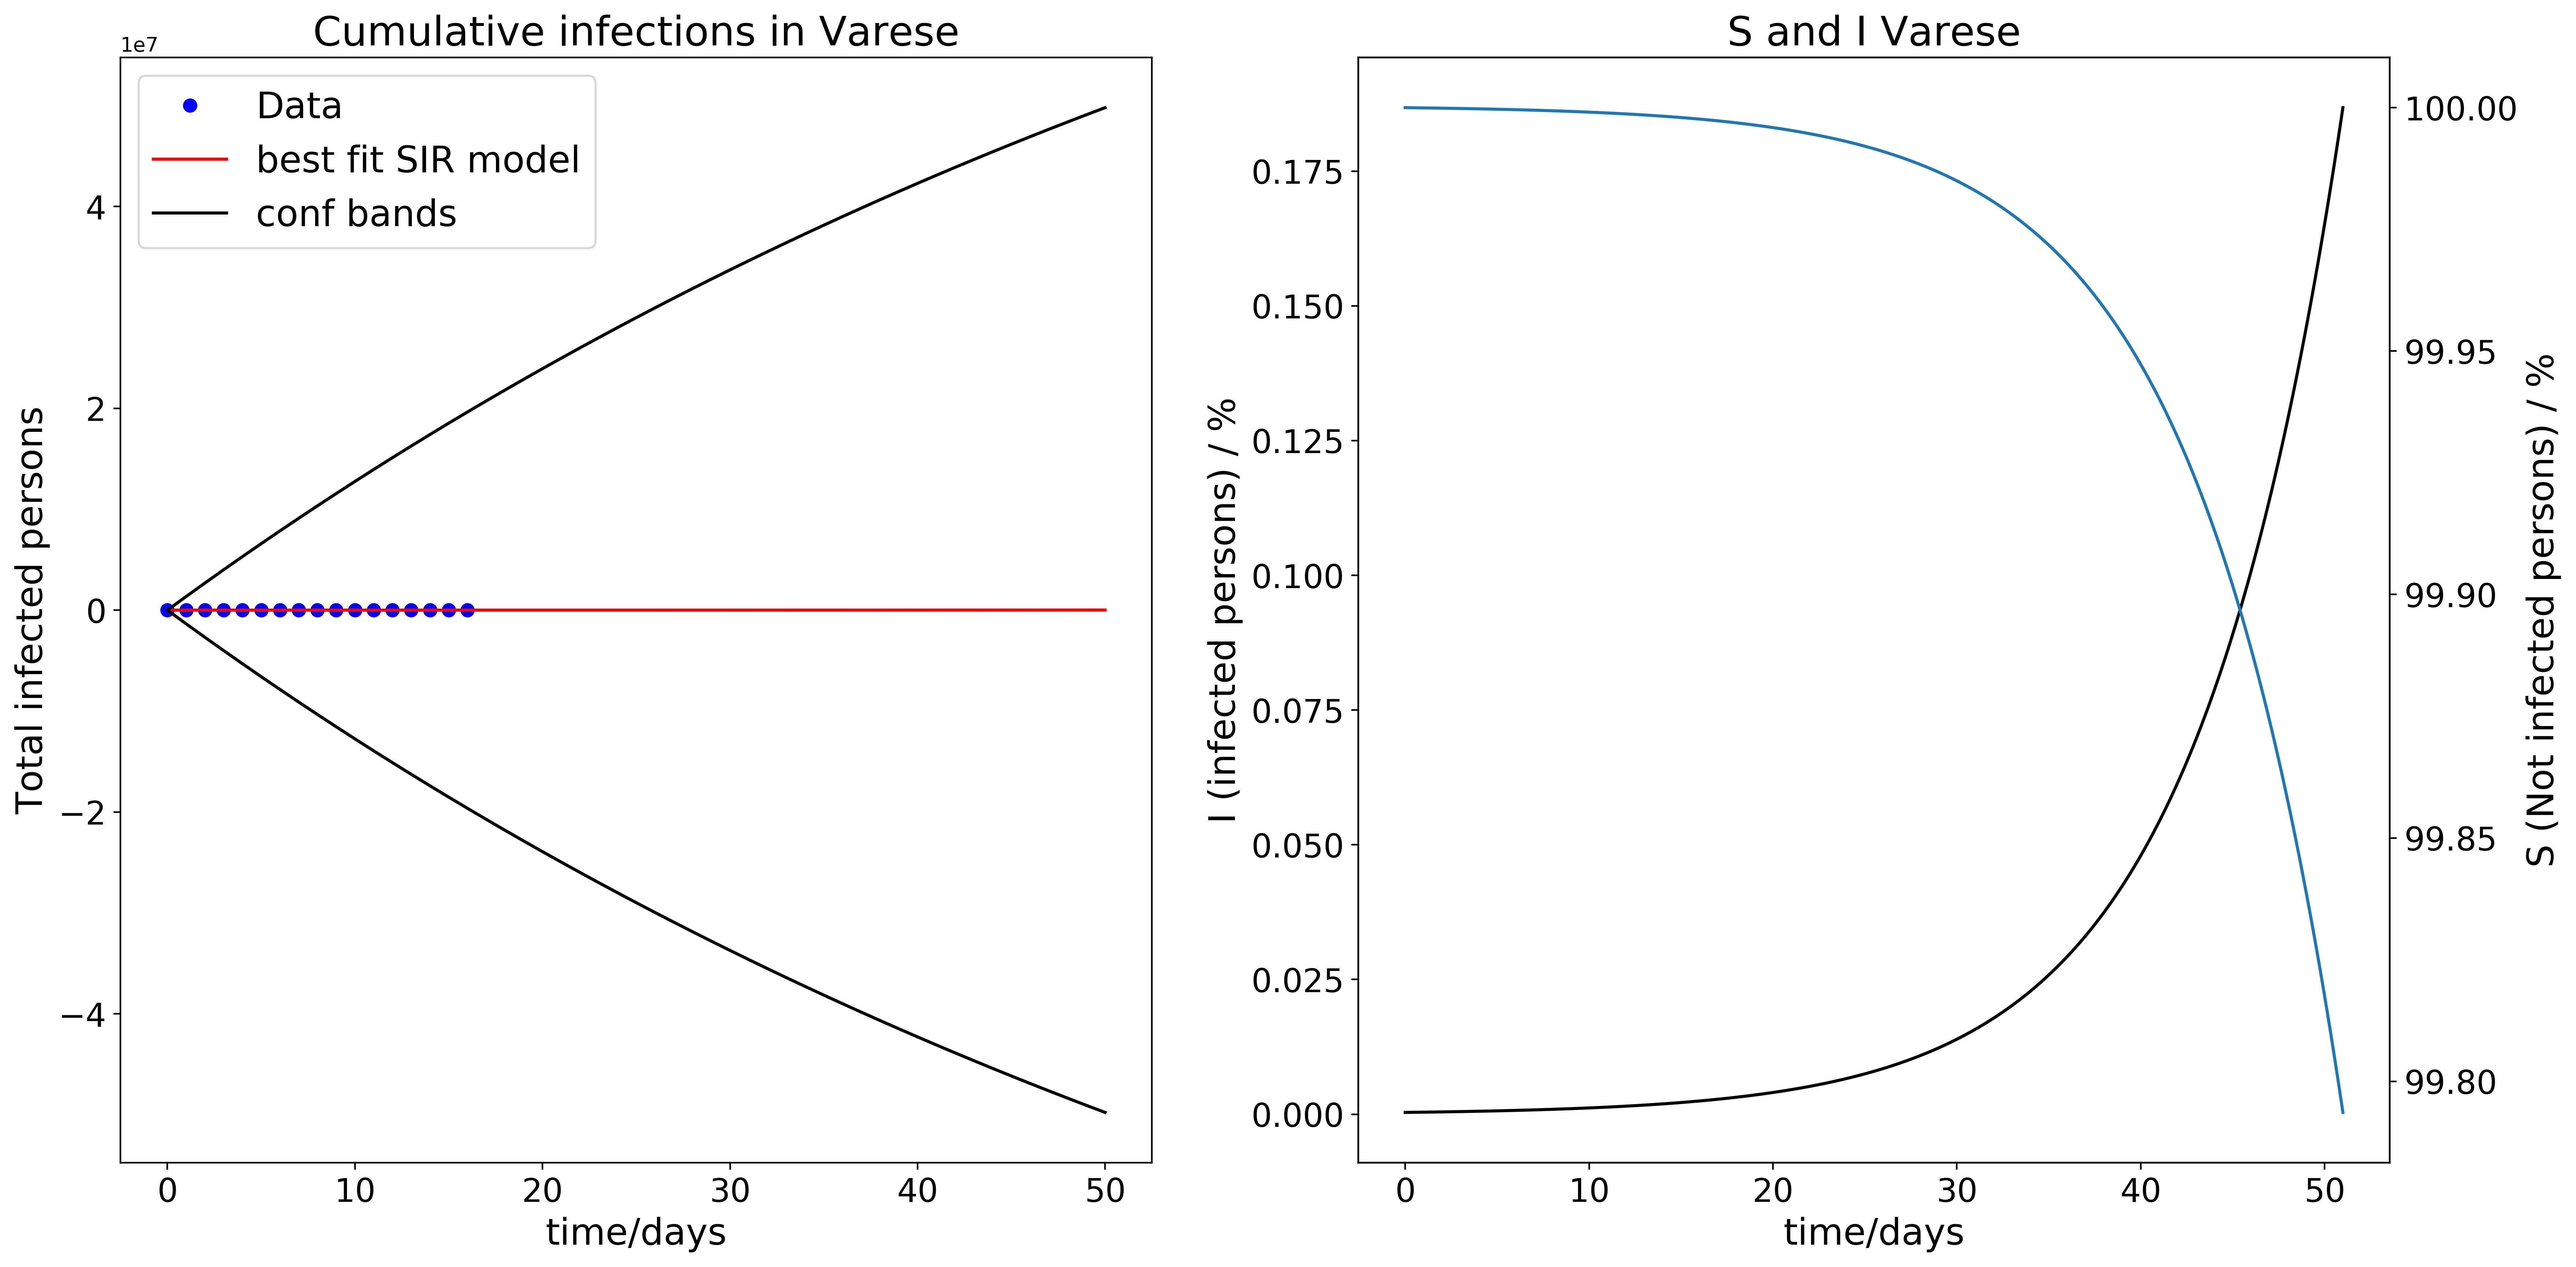 Cumulative infections in Varese
1e7
Data
best fit SIR model
conf bands
4
2
0
−2
−4
Total infected persons
0 10 20 30 40 50
time/days
S and I Varese
0.175
0.150
0.125
0.100
0.075
0.050
0.025
0.000
I (infected persons) / %
100.00
99.95
99.90
99.85
99.80
S (Not infected persons) / %
0 10 20 30 40 50
time/days